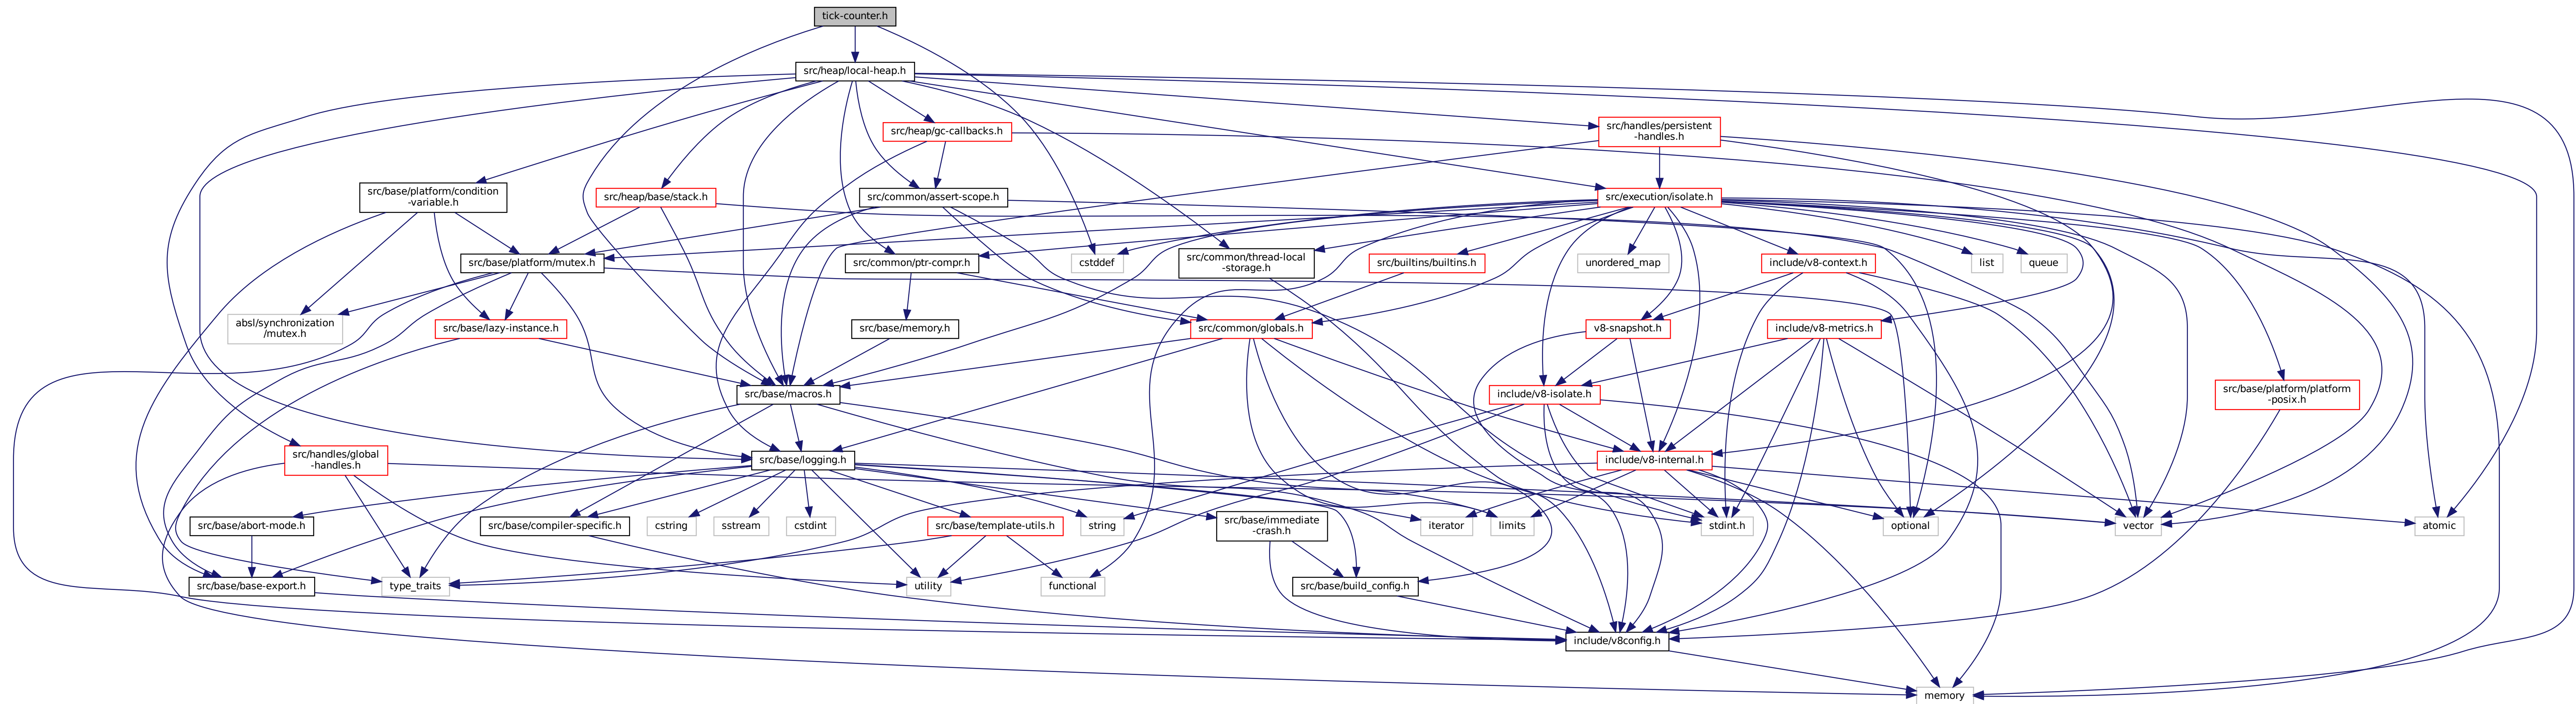 tick-counter.h
src/heap/local-heap.h
src/heap/gc-callbacks.h
src/handles/persistent
-handles.h
src/base/platform/condition
-variable.h
src/heap/base/stack.h
src/common/assert-scope.h
src/execution/isolate.h
src/base/platform/mutex.h
src/common/ptr-compr.h
cstddef
src/common/thread-local
-storage.h
src/builtins/builtins.h
unordered_map
include/v8-context.h
list
queue
absl/synchronization
/mutex.h
src/base/lazy-instance.h
src/base/memory.h
src/common/globals.h
v8-snapshot.h
include/v8-metrics.h
src/base/macros.h
include/v8-isolate.h
src/base/platform/platform
-posix.h
src/handles/global
-handles.h
src/base/logging.h
include/v8-internal.h
src/base/abort-mode.h
src/base/compiler-specific.h
cstring
sstream
cstdint
src/base/template-utils.h
string
src/base/immediate
-crash.h
iterator
limits
stdint.h
optional
vector
atomic
src/base/base-export.h
type_traits
utility
functional
src/base/build_config.h
include/v8config.h
memory